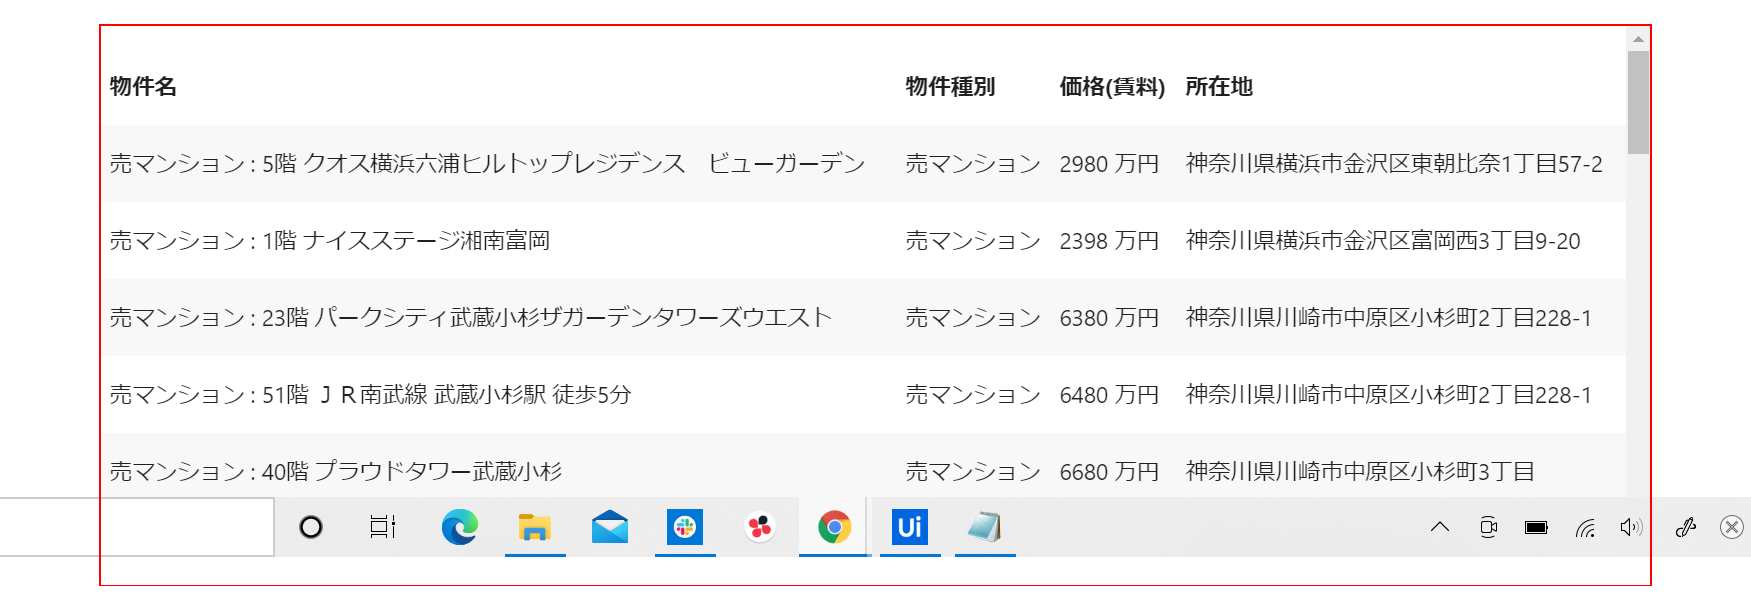 物件名 物件種別 価格(賃料) 所在地
売マンション : 5階 クオス横浜六浦ヒルトップレジデンス　ビューガーデン 売マンション 2980 万円 神奈川県横浜市金沢区東朝比奈1丁目57-2
売マンション : 1階 ナイスステージ湘南富岡 売マンション 2398 万円 神奈川県横浜市金沢区富岡西3丁目9-20
売マンション : 23階 パークシティ武蔵小杉ザガーデンタワーズウエスト 売マンション 6380 万円 神奈川県川崎市中原区小杉町2丁目228-1
売マンション : 51階 ＪＲ南武線 武蔵小杉駅 徒歩5分 売マンション 6480 万円 神奈川県川崎市中原区小杉町2丁目228-1
売マンション : 40階 プラウドタワー武蔵小杉 売マンション 6680 万円 神奈川県川崎市中原区小杉町3丁目
Ui